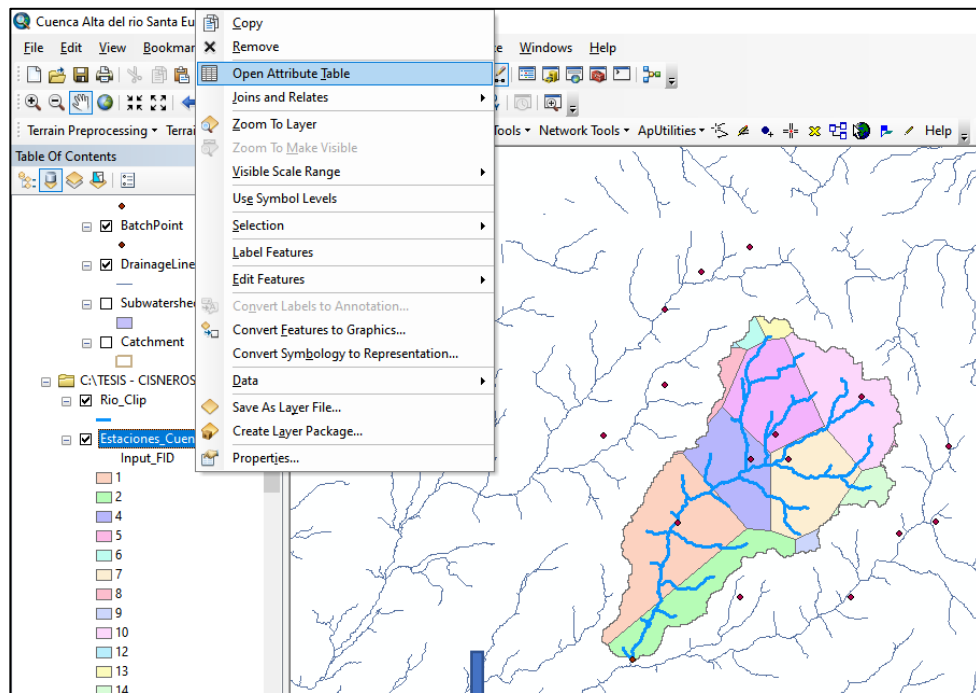 Cuenca Alta del rio Santa Eu
File Edit View Bookmar Windows Help
Terrain Preprocessing Terrai Tools Network Tools ApUtilities Help
Table Of Contents
BatchPoint
DrainageLine
Subwatershed
Catchment
C:\TESIS - CISNEROS
Rio_Clip
Estaciones_Cuen
Input_FID
1
2
4
5
6
7
8
9
10
12
13
14
Copy
Remove
Open Attribute Table
Joins and Relates
Zoom To Layer
Zoom To Make Visible
Visible Scale Range
Use Symbol Levels
Selection
Label Features
Edit Features
Convert Labels to Annotation...
Convert Features to Graphics...
Convert Symbology to Representation...
Data
Save As Layer File...
Create Layer Package...
Properties...